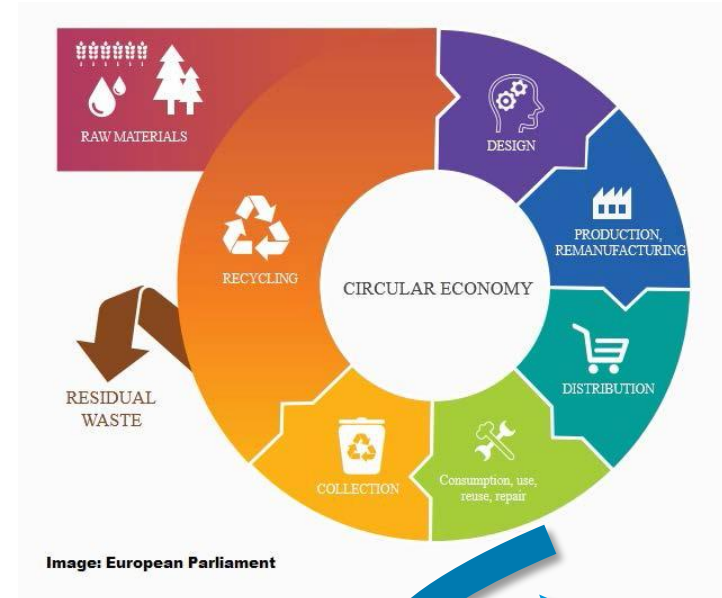 RAW MATERIALS
DESIGN
PRODUCTION,
REMANUFACTURING
RECYCLING
CIRCULAR ECONOMY
DISTRIBUTION
RESIDUAL
WASTE
COLLECTION
Consumption, use,
reuse, repair
Image: European Parliament